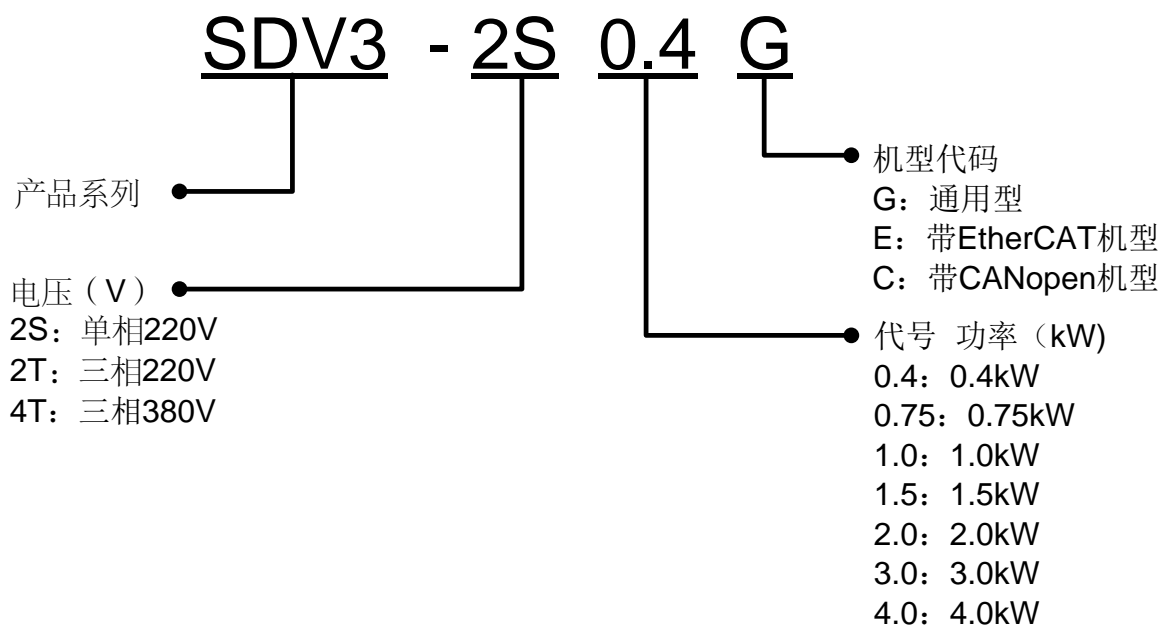 SDV3 - 2S 0.4 G
产品系列
电压（V）
2S：单相220V
2T：三相220V
4T：三相380V
机型代码
G：通用型
E：带EtherCAT机型
C：带CANopen机型
代号 功率（kW)
0.4：0.4kW
0.75：0.75kW
1.0：1.0kW
1.5：1.5kW
2.0：2.0kW
3.0：3.0kW
4.0：4.0kW